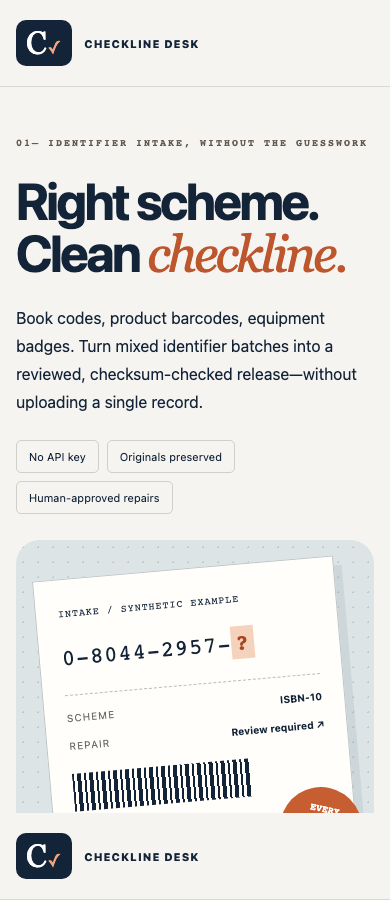 C✓ CHECKLINE DESK
01— IDENTIFIER INTAKE, WITHOUT THE GUESSWORK
Right scheme.
Clean checkline.
Book codes, product barcodes, equipment
badges. Turn mixed identifier batches into a
reviewed, checksum-checked release—without
uploading a single record.
No API key
Originals preserved
Human-approved repairs
INTAKE / SYNTHETIC EXAMPLE
0–8044–2957–?
SCHEME ISBN-10
REPAIR Review required ↗
EVERY
C✓ CHECKLINE DESK